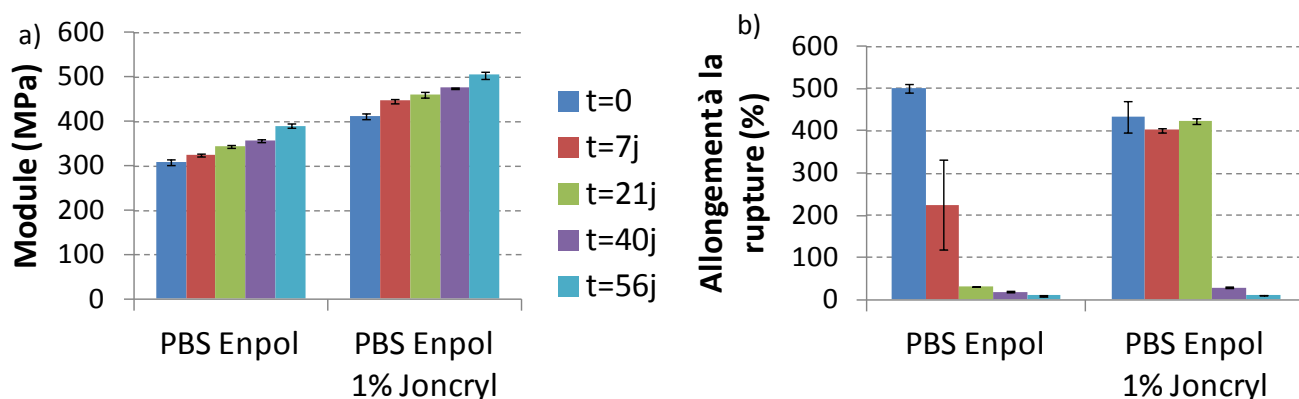 a)
Module (MPa)
600
500
400
300
200
100
0
PBS Enpol
PBS Enpol
1% Joncryl
t=0
t=7j
t=21j
t=40j
t=56j
b)
Allongement à la
rupture (%)
600
500
400
300
200
100
0
PBS Enpol
PBS Enpol
1% Joncryl